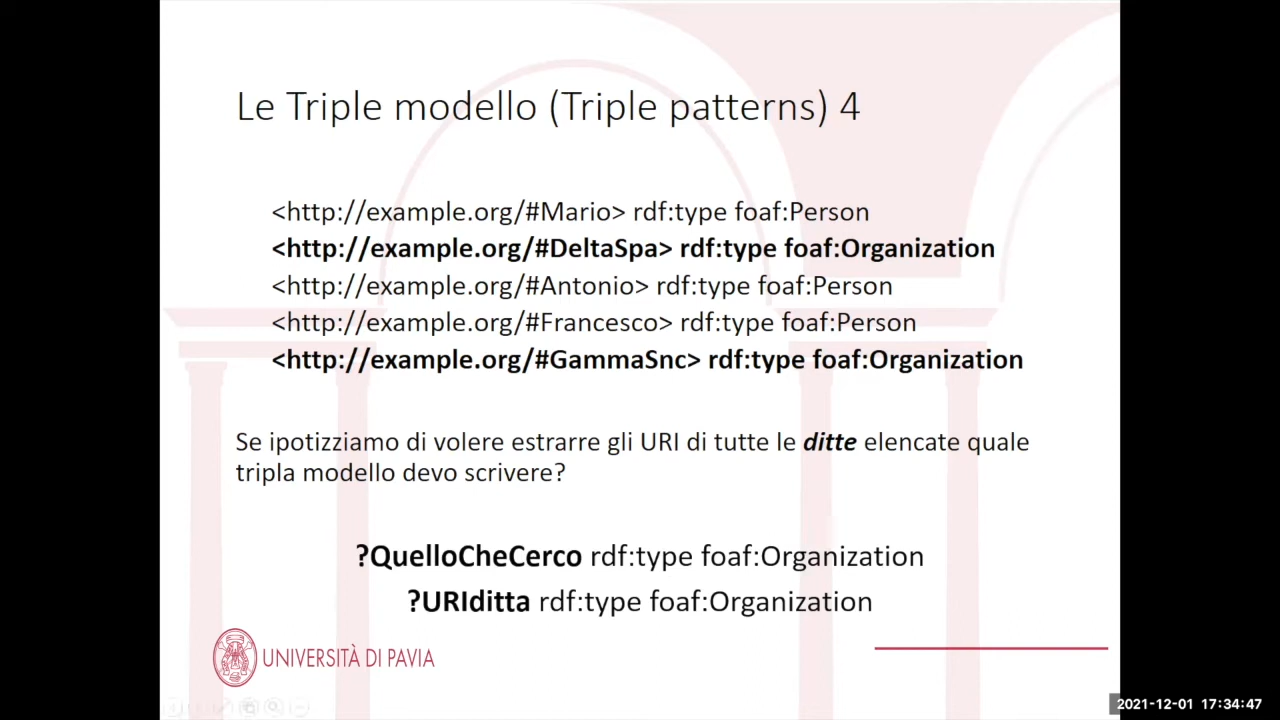 Le Triple modello (Triple patterns) 4
<http://example.org/#Mario> rdf:type foaf:Person
<http://example.org/#DeltaSpa> rdf:type foaf:Organization
<http://example.org/#Antonio> rdf:type foaf:Person
<http://example.org/#Francesco> rdf:type foaf:Person
<http://example.org/#GammaSnc> rdf:type foaf:Organization
Se ipotizziamo di volere estrarre gli URI di tutte le ditte elencate quale
tripla modello devo scrivere?
?QuelloCheCerco rdf:type foaf:Organization
?URIditta rdf:type foaf:Organization
UNIVERSITÀ DI PAVIA
2021-12-01 17:34:47